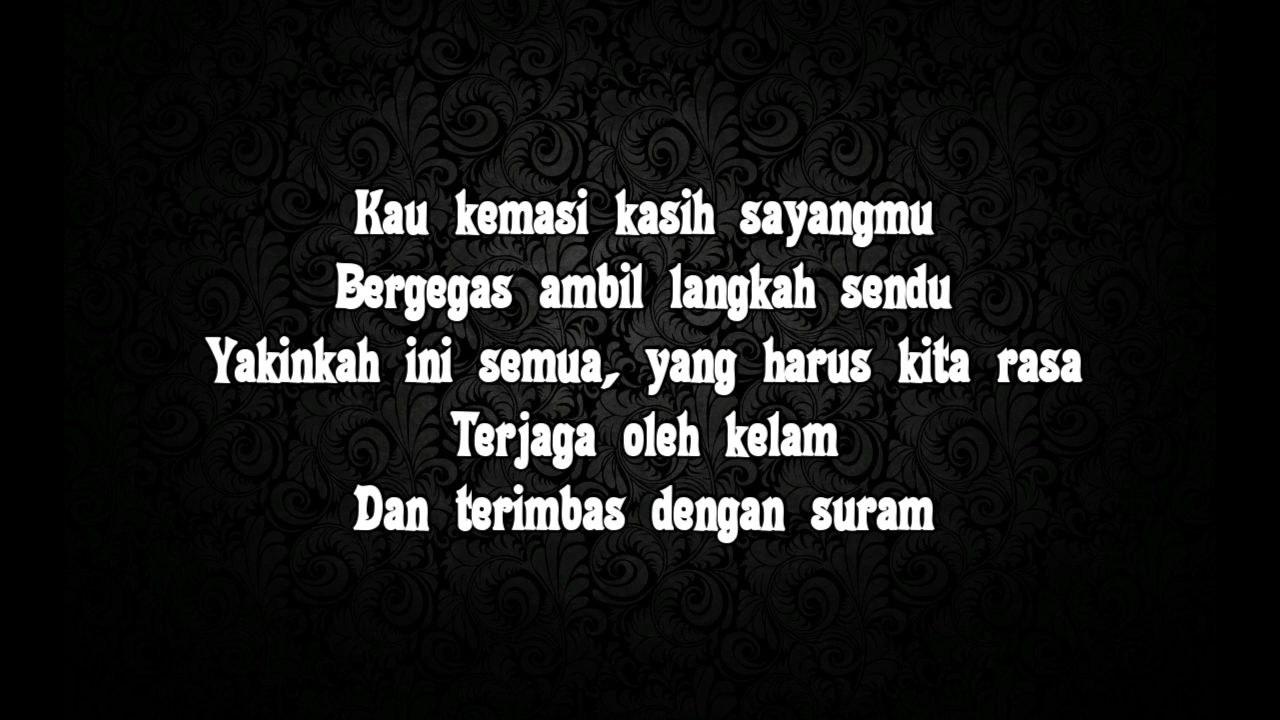 Kau kemasi kasih sayangmu
Bergegas ambil langkah sendu
Yakinkah ini semua, yang harus kita rasa
Terjaga oleh kelam
Dan terimbas dengan suram